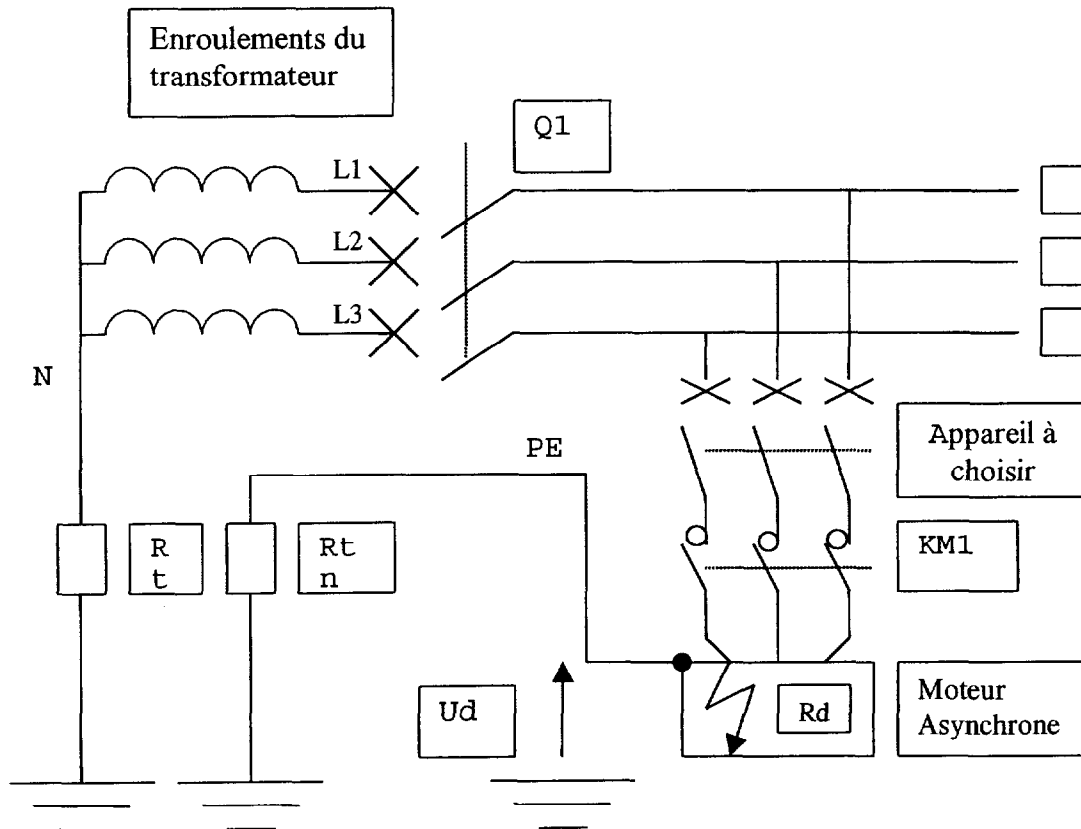 Enroulements du
transformateur
Q1
L1
L2
L3
N
PE
Appareil à
choisir
R
t
Rt
n
KM1
Ud
Rd
Moteur
Asynchrone